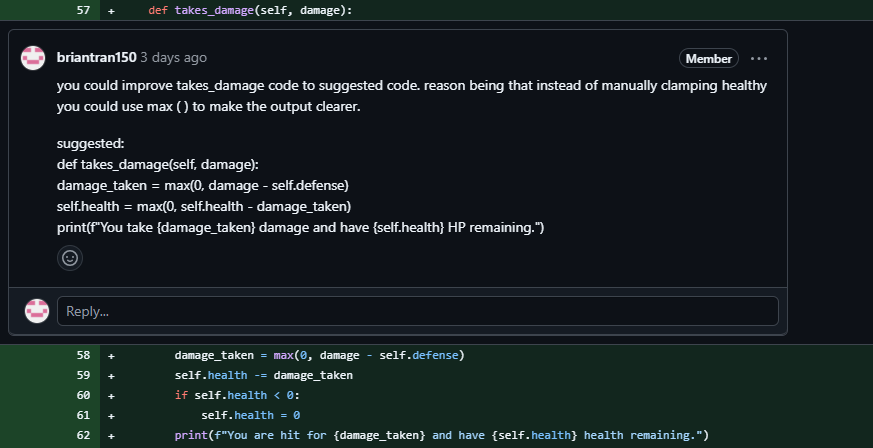 57 + def takes_damage(self, damage):
briantran150 3 days ago Member ...
you could improve takes_damage code to suggested code. reason being that instead of manually clamping healthy
you could use max ( ) to make the output clearer.
suggested:
def takes_damage(self, damage):
damage_taken = max(0, damage - self.defense)
self.health = max(0, self.health - damage_taken)
print(f"You take {damage_taken} damage and have {self.health} HP remaining.")
Reply...
58 + damage_taken = max(0, damage - self.defense)
59 + self.health -= damage_taken
60 + if self.health < 0:
61 + self.health = 0
62 + print(f"You are hit for {damage_taken} and have {self.health} health remaining.")